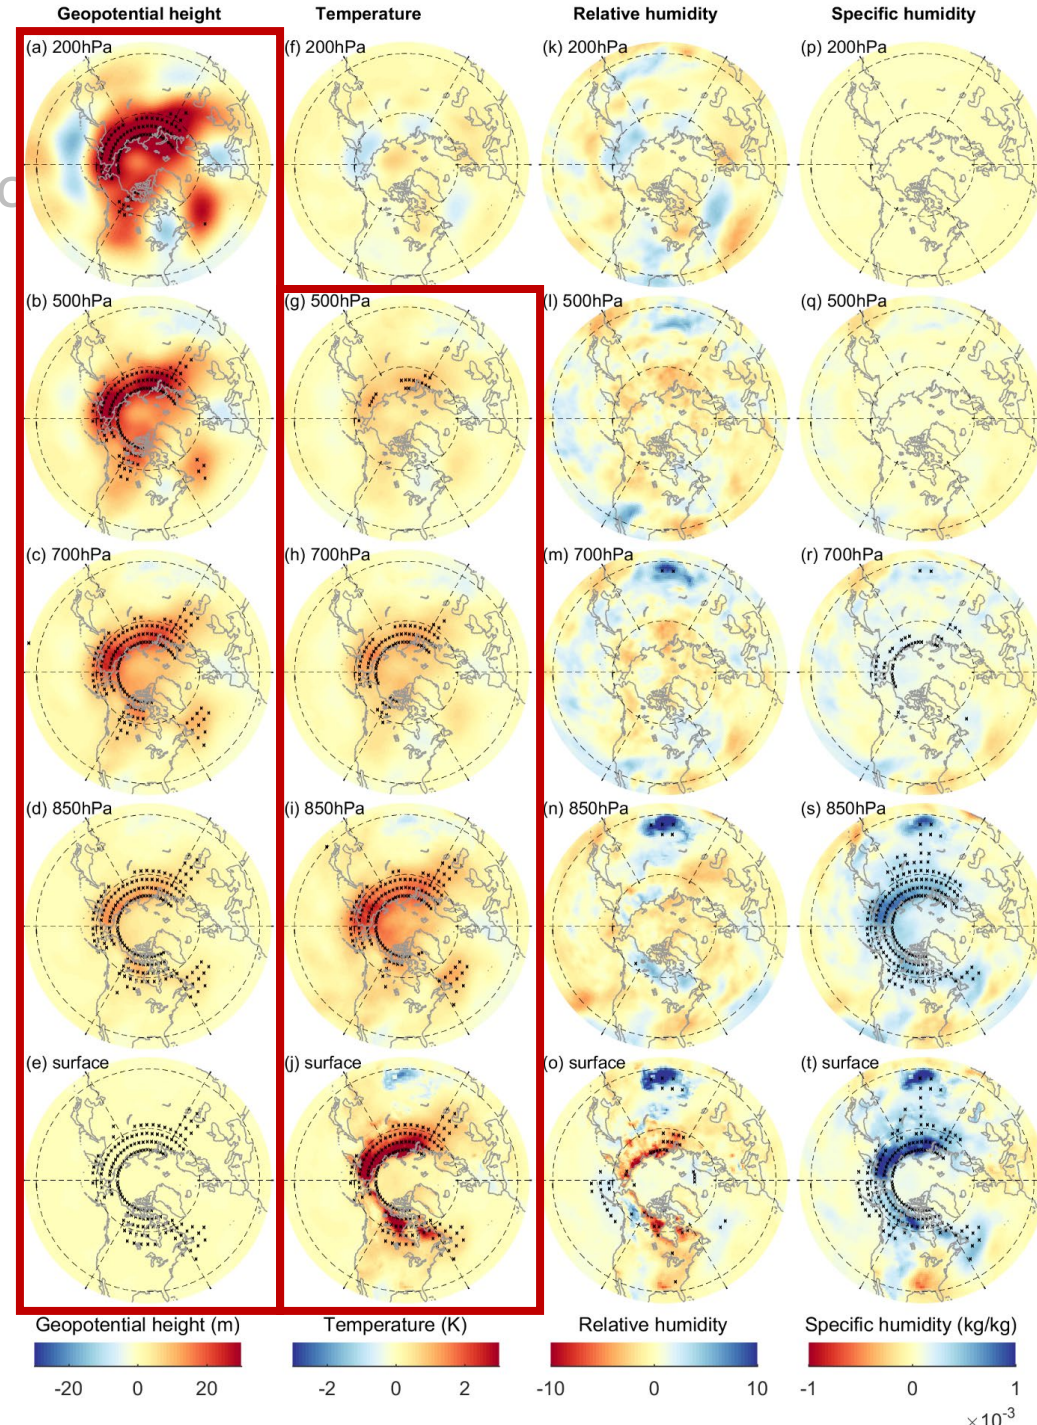 Geopotential height Temperature Relative humidity Specific humidity
(a) 200hPa (f) 200hPa (k) 200hPa (p) 200hPa
(b) 500hPa (g) 500hPa (l) 500hPa (q) 500hPa
(c) 700hPa (h) 700hPa (m) 700hPa (r) 700hPa
(d) 850hPa (i) 850hPa (n) 850hPa (s) 850hPa
(e) surface (j) surface (o) surface (t) surface
Geopotential height (m) Temperature (K) Relative humidity Specific humidity (kg/kg)
-20 0 20 -2 0 2 -10 0 10 -1 0 1
×10⁻³